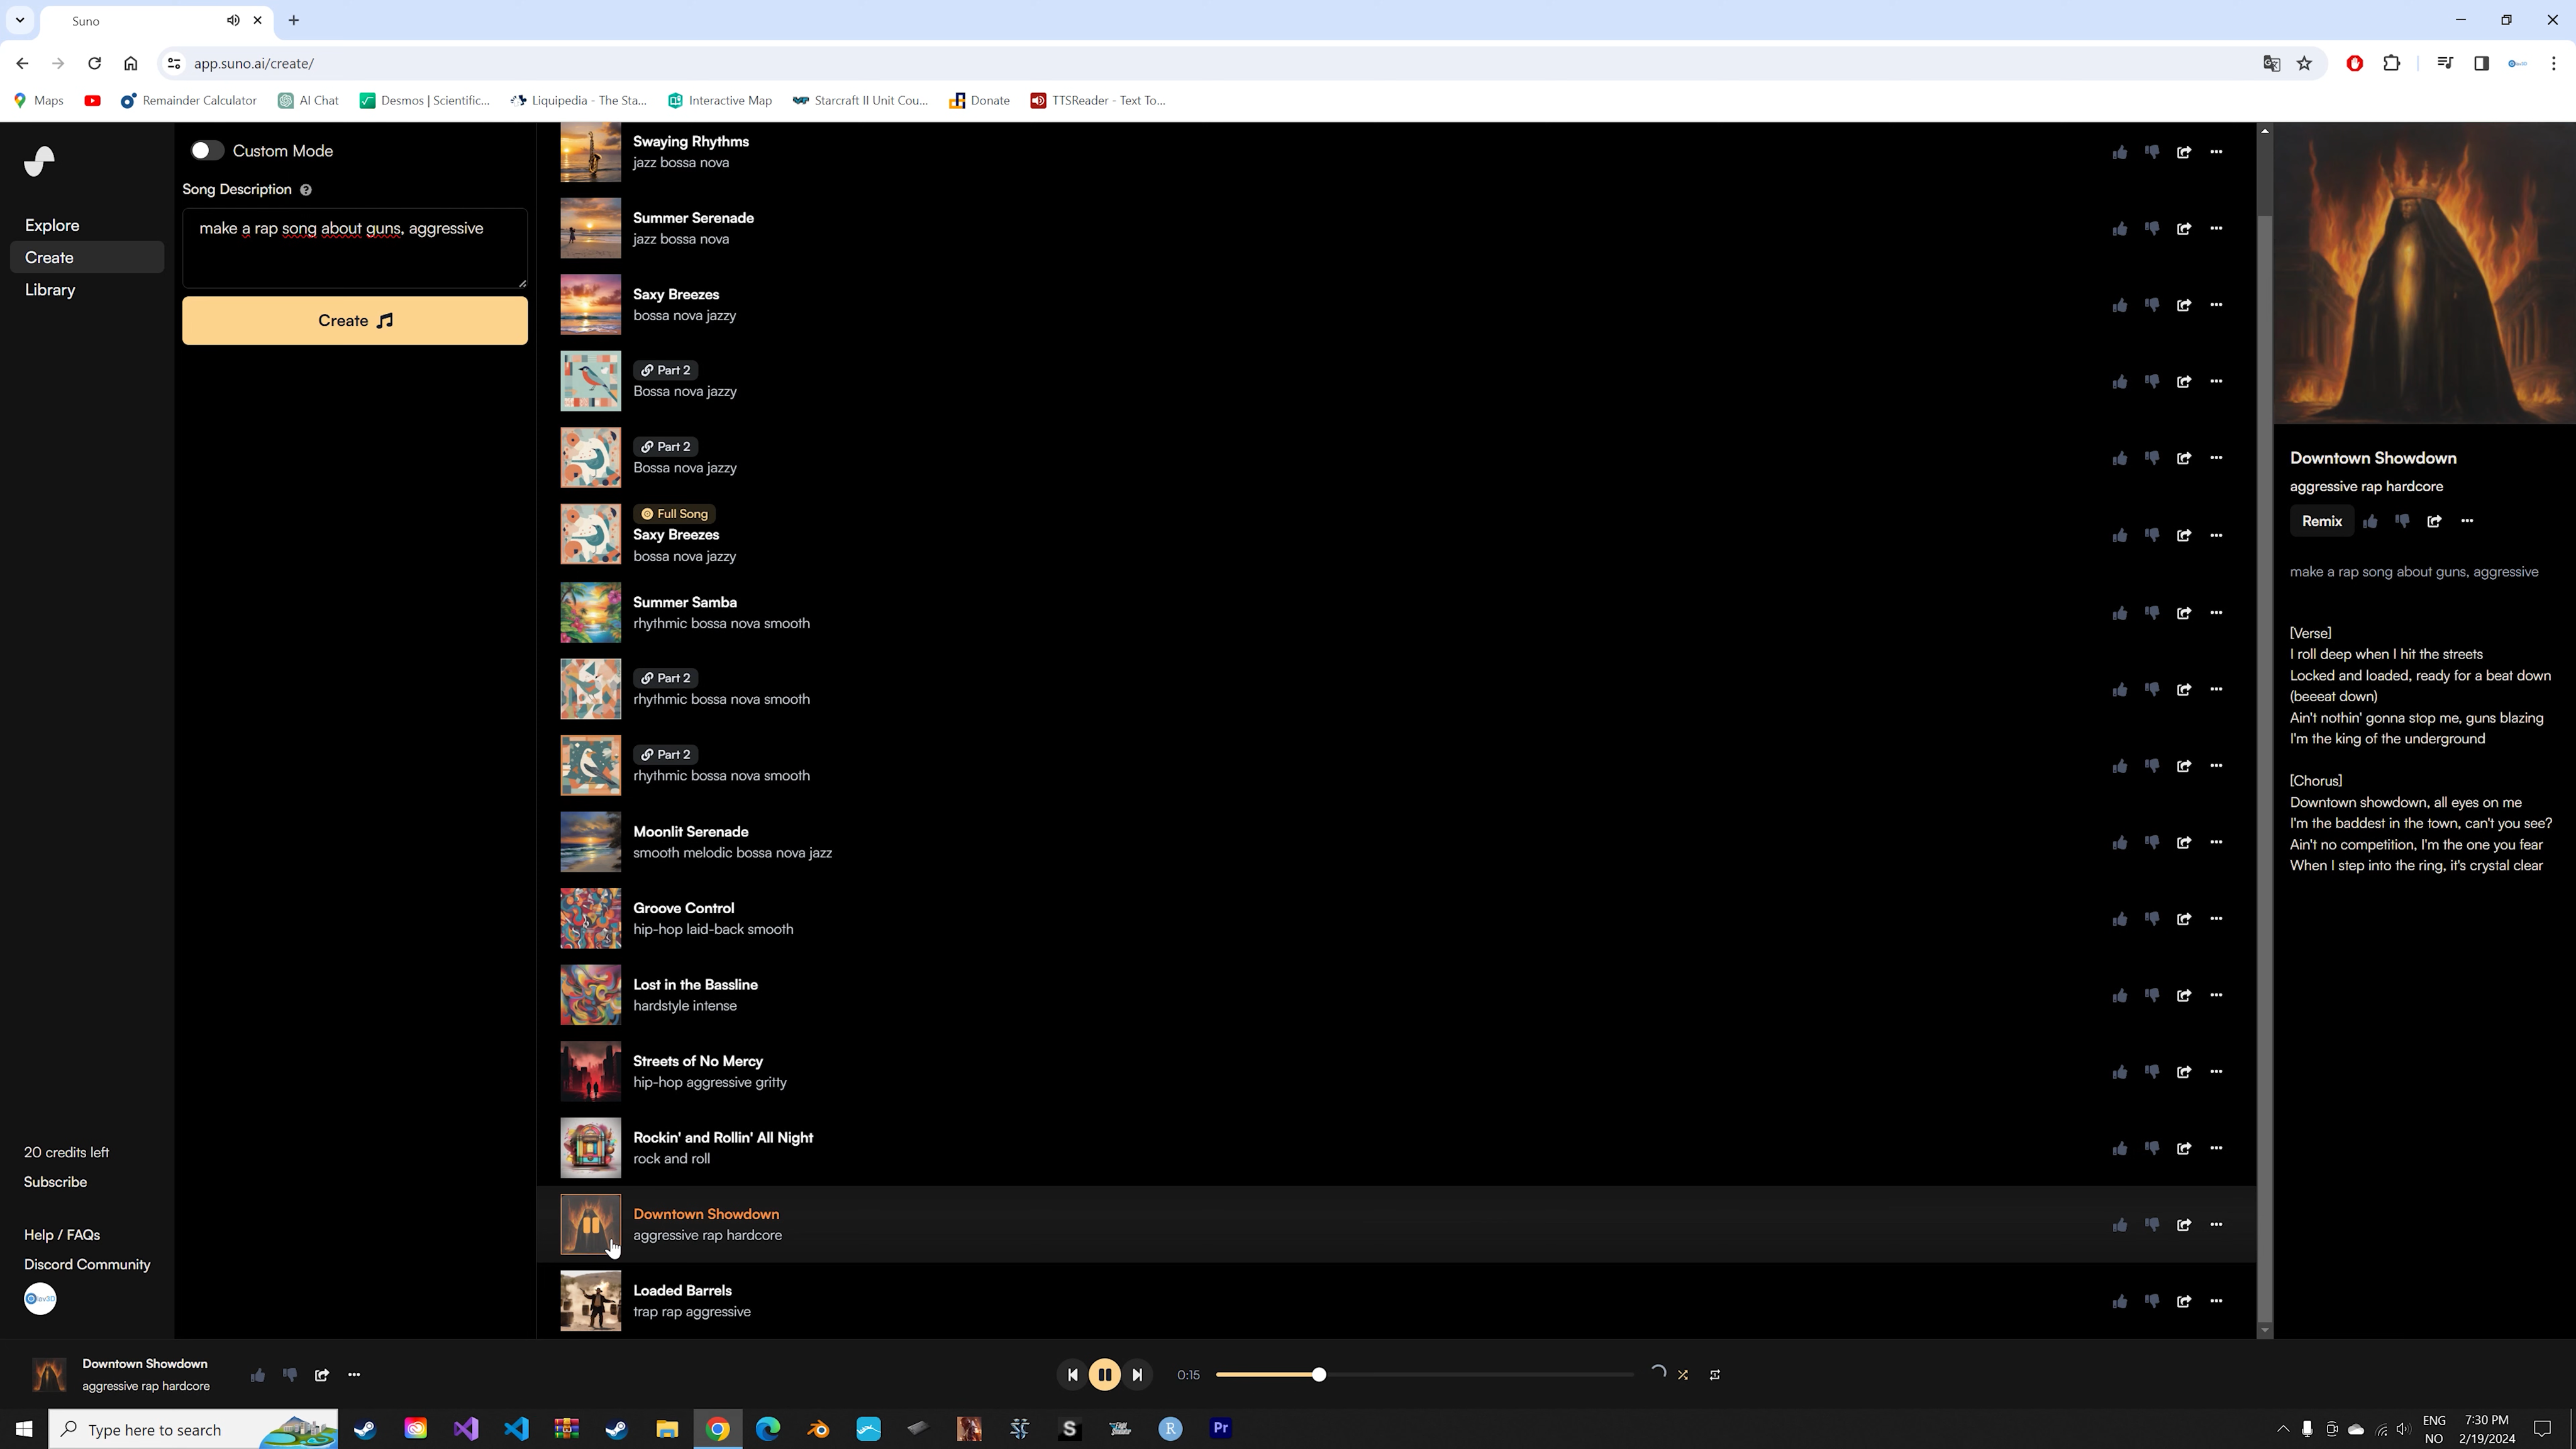 Suno
app.suno.ai/create/
Maps
Remainder Calculator
AI Chat
Desmos | Scientific...
Liquipedia - The Sta...
Interactive Map
Starcraft II Unit Cou...
Donate
TTSReader - Text To...
Explore
Create
Library
20 credits left
Subscribe
Help / FAQs
Discord Community
Custom Mode
Song Description
make a rap song about guns, aggressive
Create
Swaying Rhythms
jazz bossa nova
Summer Serenade
jazz bossa nova
Saxy Breezes
bossa nova jazzy
Part 2
Bossa nova jazzy
Part 2
Bossa nova jazzy
Full Song
Saxy Breezes
bossa nova jazzy
Summer Samba
rhythmic bossa nova smooth
Part 2
rhythmic bossa nova smooth
Part 2
rhythmic bossa nova smooth
Moonlit Serenade
smooth melodic bossa nova jazz
Groove Control
hip-hop laid-back smooth
Lost in the Bassline
hardstyle intense
Streets of No Mercy
hip-hop aggressive gritty
Rockin' and Rollin' All Night
rock and roll
Downtown Showdown
aggressive rap hardcore
Loaded Barrels
trap rap aggressive
Downtown Showdown
aggressive rap hardcore
Remix
make a rap song about guns, aggressive
[Verse]
I roll deep when I hit the streets
Locked and loaded, ready for a beat down
(beeeat down)
Ain't nothin' gonna stop me, guns blazing
I'm the king of the underground
[Chorus]
Downtown showdown, all eyes on me
I'm the baddest in the town, can't you see?
Ain't no competition, I'm the one you fear
When I step into the ring, it's crystal clear
Downtown Showdown
aggressive rap hardcore
0:15
Type here to search
S
R
Pr
ENG
NO
7:30 PM
2/19/2024